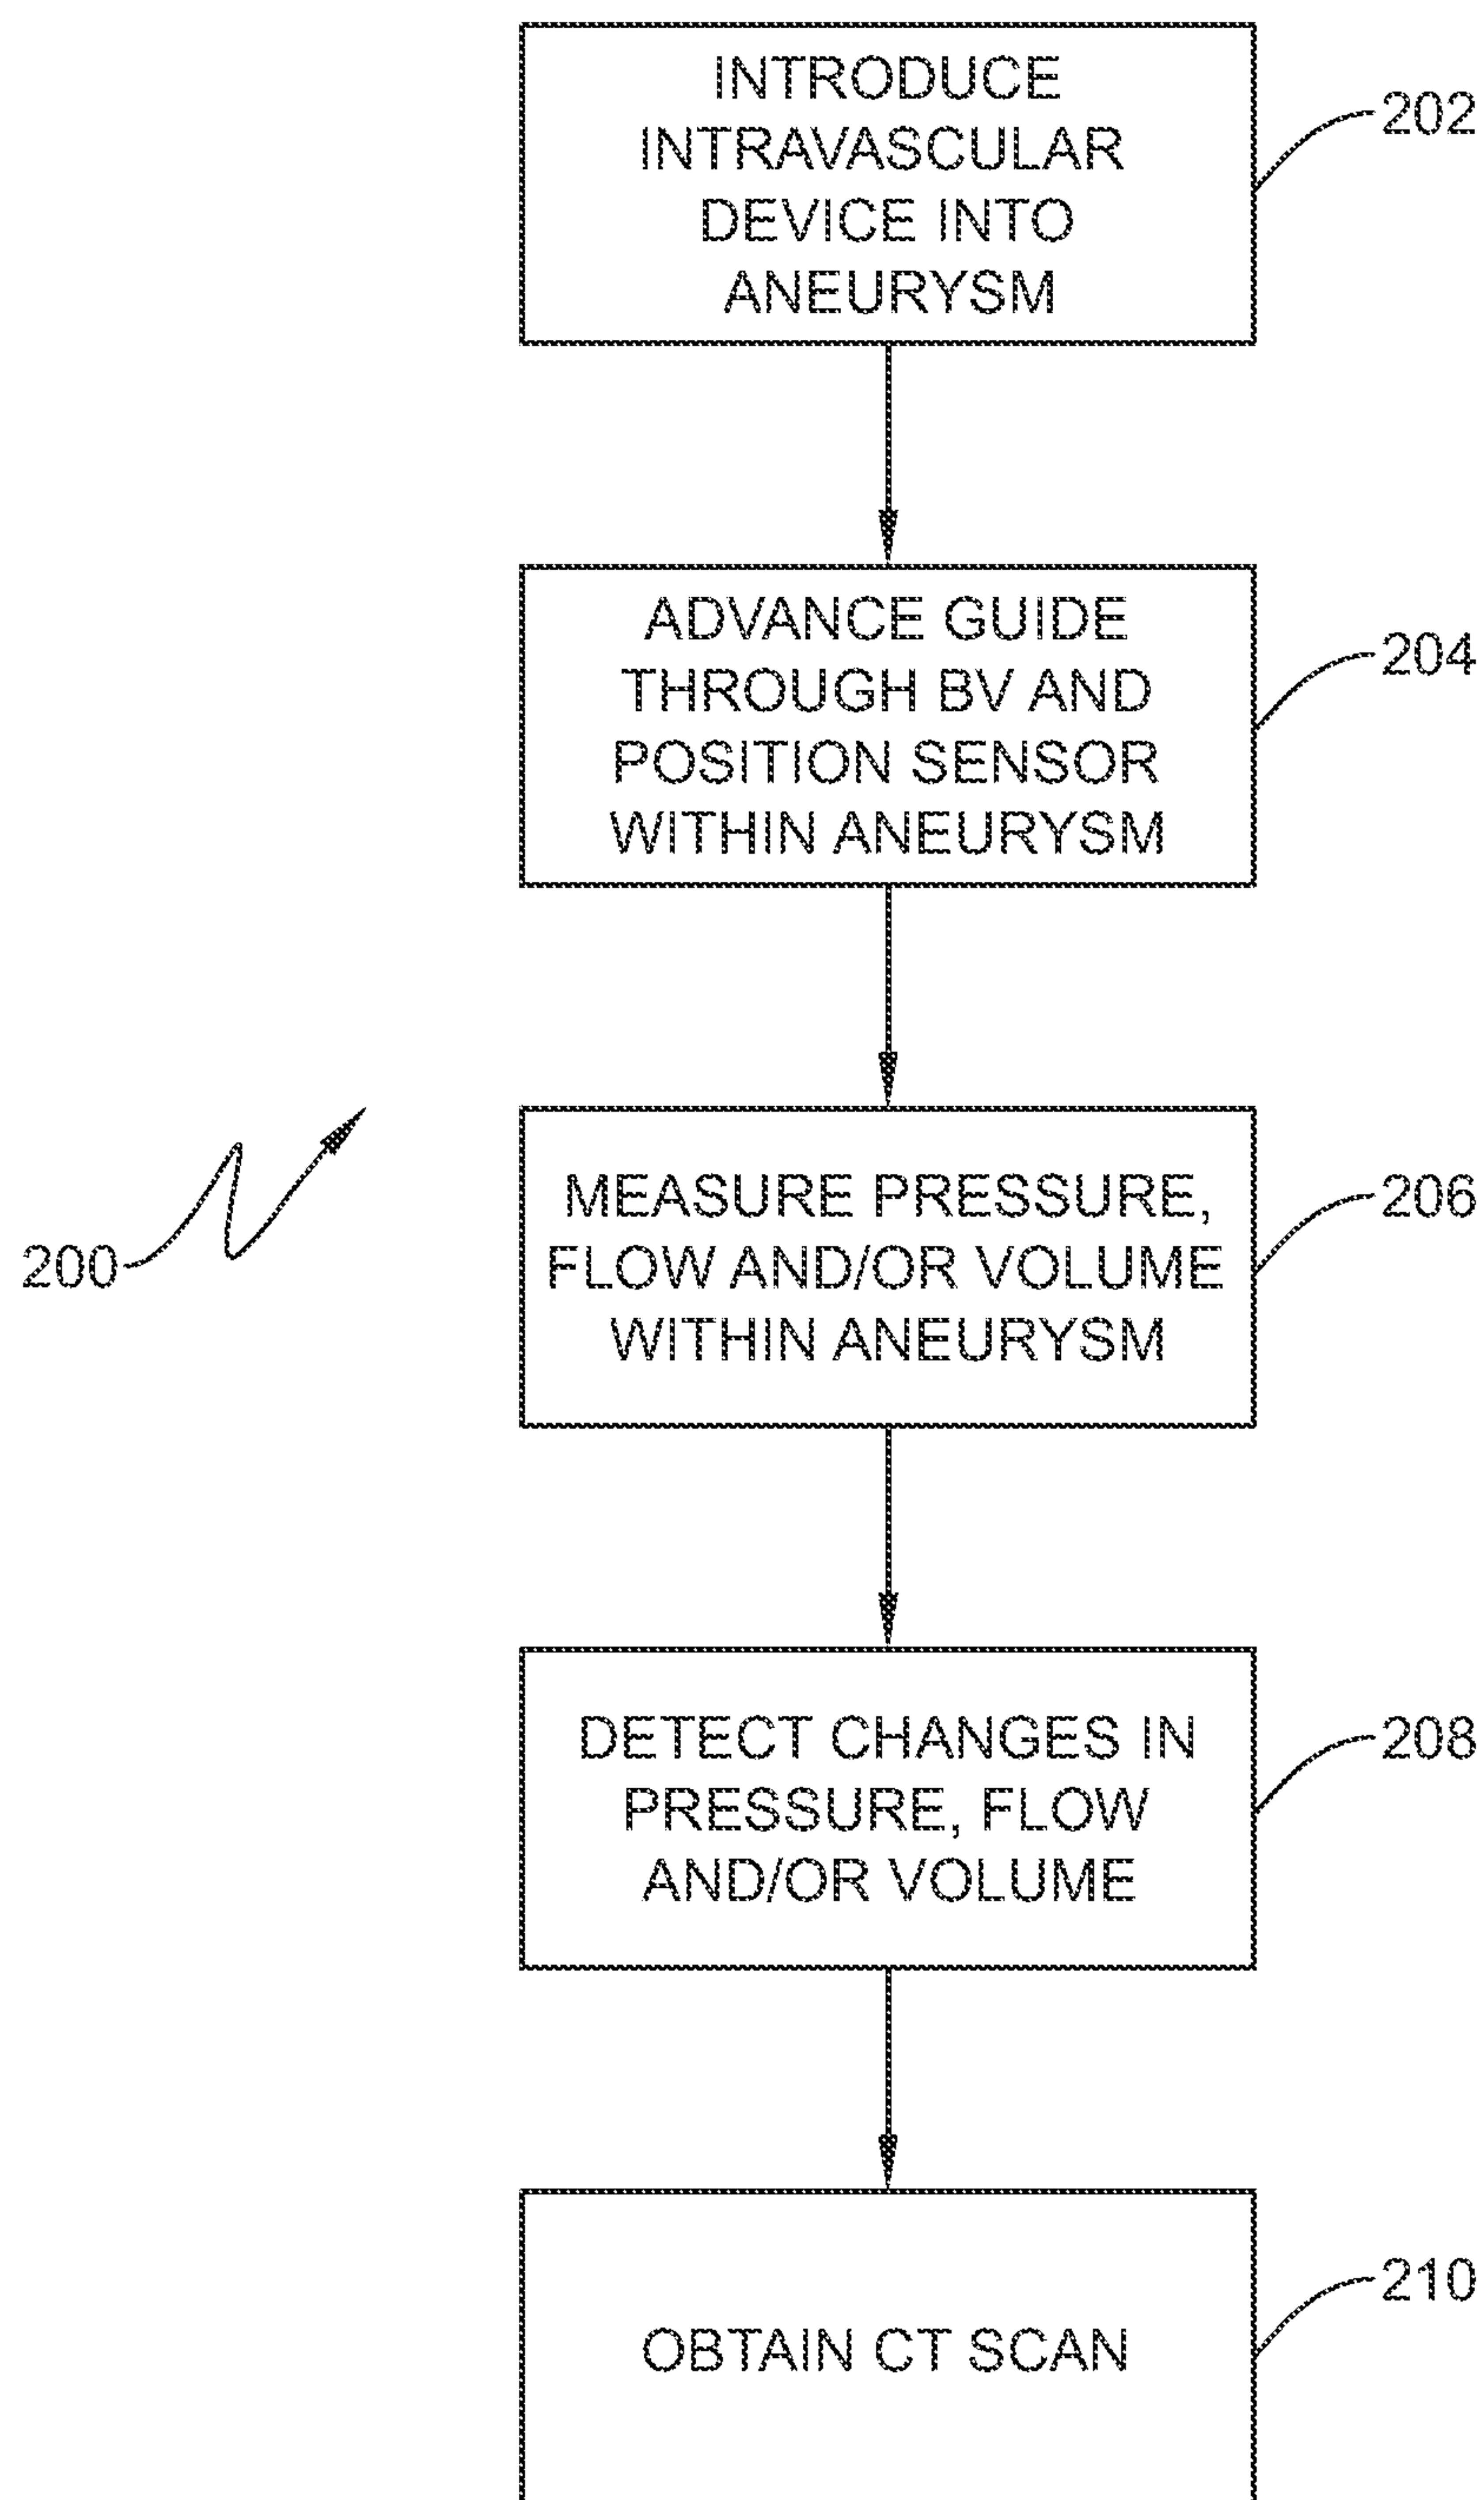 INTRODUCE
INTRAVASCULAR
DEVICE INTO
ANEURYSM
202
ADVANCE GUIDE
THROUGH BV AND
POSITION SENSOR
WITHIN ANEURYSM
204
MEASURE PRESSURE,
FLOW AND/OR VOLUME
WITHIN ANEURYSM
206
200
DETECT CHANGES IN
PRESSURE, FLOW
AND/OR VOLUME
208
OBTAIN CT SCAN
210